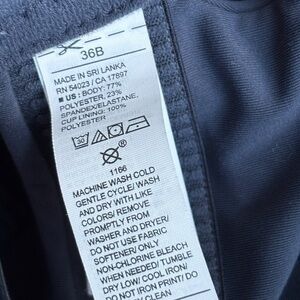 36B
MADE IN SRI LANKA
RN 54023 / CA 17897
■ US : BODY: 77%
POLYESTER, 23%
SPANDEX/ELASTANE,
CUP LINING: 100%
POLYESTER
30
1166
MACHINE WASH COLD
GENTLE CYCLE/ WASH
AND DRY WITH LIKE
COLORS/ REMOVE
PROMPTLY FROM
WASHER AND DRYER/
DO NOT USE FABRIC
SOFTENER/ ONLY
NON-CHLORINE BLEACH
WHEN NEEDED/ TUMBLE
DRY LOW/ COOL IRON/
DO NOT IRON PRINT DO
CLEAN